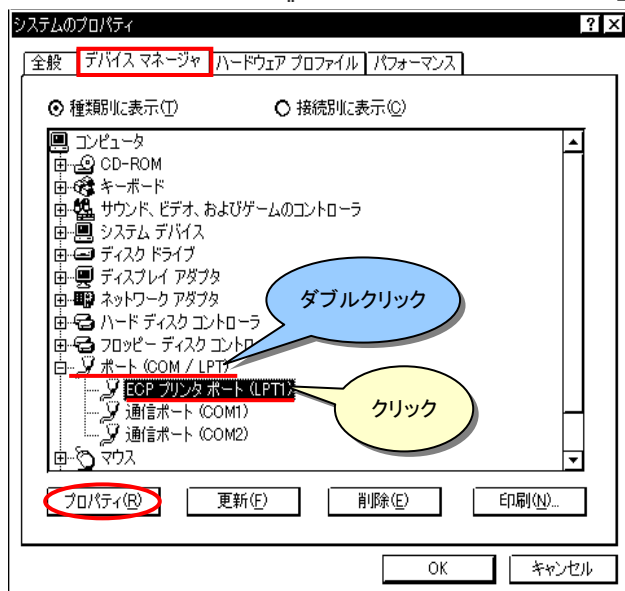 システムのプロパティ
全般 デバイス マネージャ ハードウェア プロファイル パフォーマンス
種類別に表示(T) 接続別に表示(C)
コンピュータ
CD-ROM
キーボード
サウンド、ビデオ、およびゲームのコントローラ
システム デバイス
ディスク ドライブ
ディスプレイ アダプタ
ネットワーク アダプタ
ダブルクリック
ハード ディスク コントローラ
フロッピー ディスク コントロ
ポート (COM / LPT)
ECP プリンタ ポート (LPT1)
クリック
通信ポート (COM1)
通信ポート (COM2)
マウス
プロパティ(R) 更新(F) 削除(E) 印刷(N)...
OK キャンセル